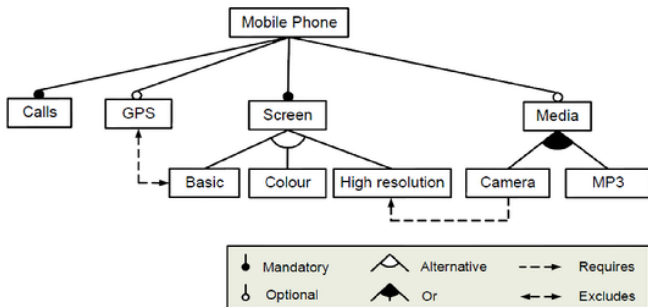 Mobile Phone
Calls GPS Screen Media
Basic Colour High resolution Camera MP3
Mandatory Alternative Requires
Optional Or Excludes